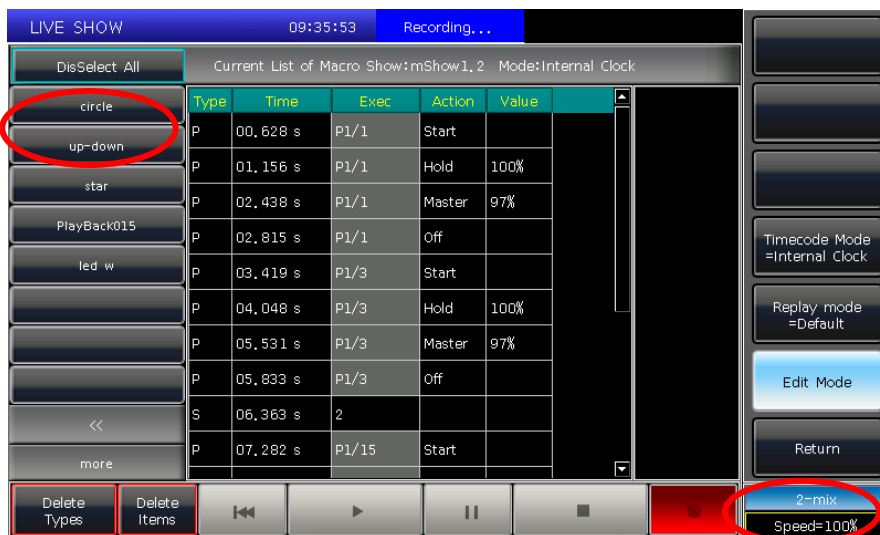 LIVE SHOW 09:35:53 Recording...
DisSelect All Current List of Macro Show:mShow1.2 Mode:Internal Clock
circle
up-down
star
PlayBack015
led w
<<
more
Type Time Exec Action Value
P 00.628 s P1/1 Start
P 01.156 s P1/1 Hold 100%
P 02.438 s P1/1 Master 97%
P 02.815 s P1/1 Off
P 03.419 s P1/3 Start
P 04.048 s P1/3 Hold 100%
P 05.531 s P1/3 Master 97%
P 05.833 s P1/3 Off
S 06.363 s 2
P 07.282 s P1/15 Start
Timecode Mode
=Internal Clock
Replay mode
=Default
Edit Mode
Return
2-mix
Speed=100%
Delete
Types
Delete
Items